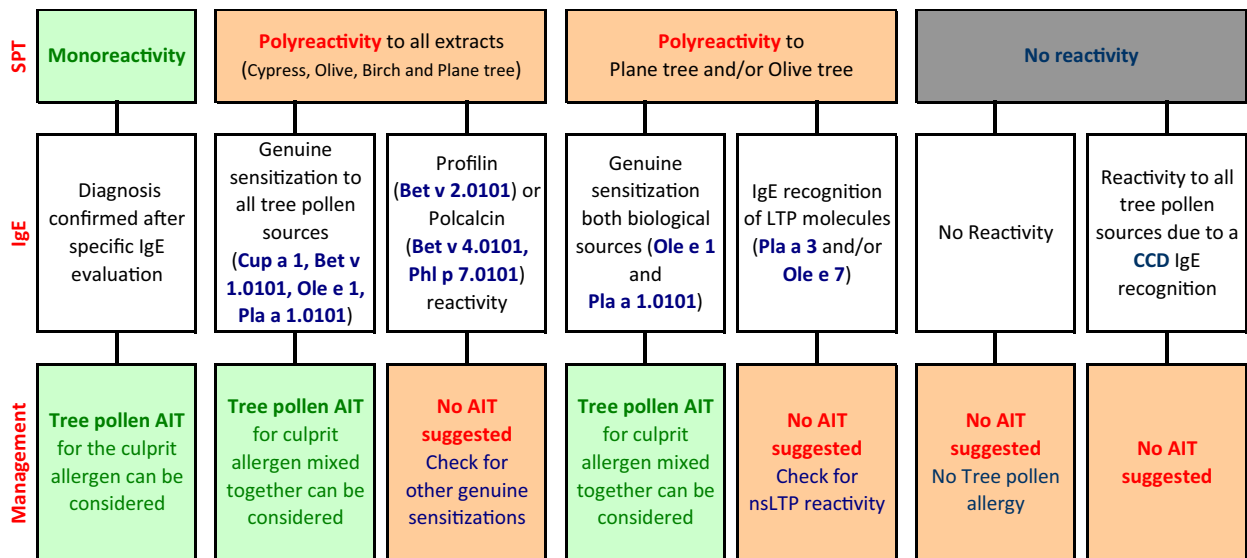 SPT
Monoreactivity
Polyreactivity to all extracts
(Cypress, Olive, Birch and Plane tree)
Polyreactivity to
Plane tree and/or Olive tree
No reactivity
IgE
Diagnosis
confirmed after
specific IgE
evaluation
Genuine
sensitization to
all tree pollen
sources
(Cup a 1, Bet v
1.0101, Ole e 1,
Pla a 1.0101)
Profilin
(Bet v 2.0101) or
Polcalcin
(Bet v 4.0101,
Phl p 7.0101)
reactivity
Genuine
sensitization
both biological
sources (Ole e 1
and
Pla a 1.0101)
IgE recognition
of LTP molecules
(Pla a 3 and/or
Ole e 7)
No Reactivity
Reactivity to all
tree pollen
sources due to a
CCD IgE
recognition
Management
Tree pollen AIT
for the culprit
allergen can be
considered
Tree pollen AIT
for culprit
allergen mixed
together can be
considered
No AIT
suggested
Check for
other genuine
sensitizations
Tree pollen AIT
for culprit
allergen mixed
together can be
considered
No AIT
suggested
Check for
nsLTP reactivity
No AIT
suggested
No Tree pollen
allergy
No AIT
suggested